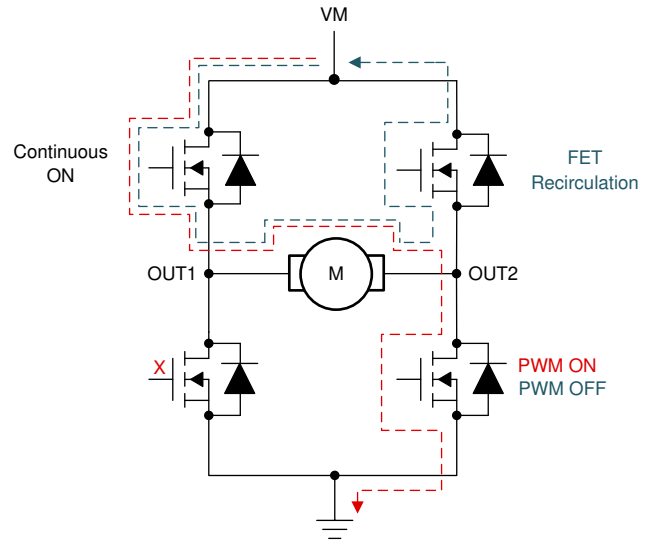 VM
Continuous
ON
FET
Recirculation
OUT1
M
OUT2
X
PWM ON
PWM OFF